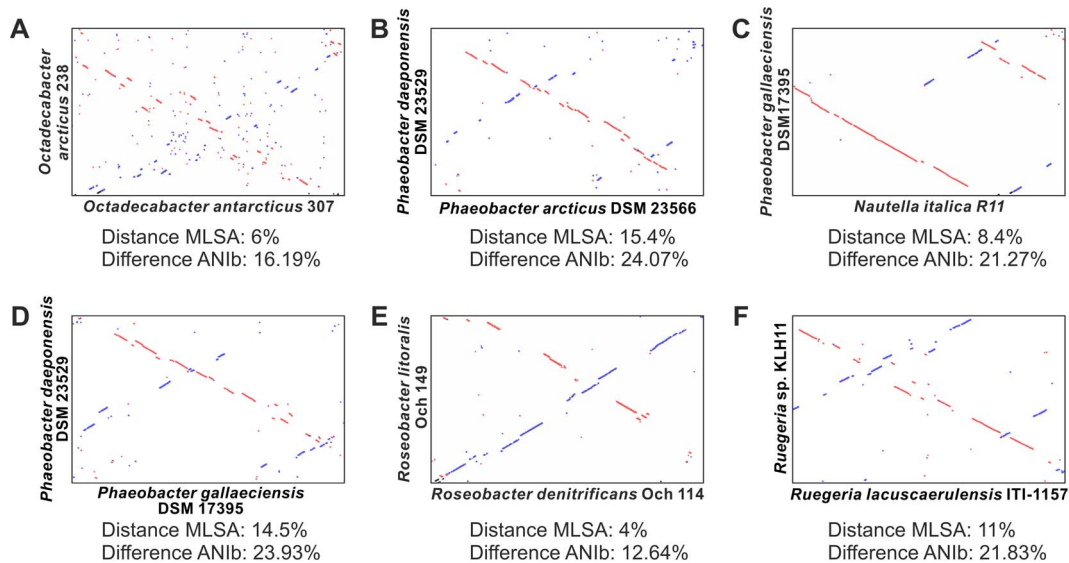 A
Octadecabacter
arcticus 238
Octadecabacter antarcticus 307
Distance MLSA: 6%
Difference ANIb: 16.19%
B
Phaeobacter daeponensis
DSM 23529
Phaeobacter arcticus DSM 23566
Distance MLSA: 15.4%
Difference ANIb: 24.07%
C
Phaeobacter gallaeciensis
DSM17395
Nautella italica R11
Distance MLSA: 8.4%
Difference ANIb: 21.27%
D
Phaeobacter daeponensis
DSM 23529
Phaeobacter gallaeciensis
DSM 17395
Distance MLSA: 14.5%
Difference ANIb: 23.93%
E
Roseobacter litoralis
Och 149
Roseobacter denitrificans Och 114
Distance MLSA: 4%
Difference ANIb: 12.64%
F
Ruegeria sp. KLH11
Ruegeria lacuscaerulensis ITI-1157
Distance MLSA: 11%
Difference ANIb: 21.83%